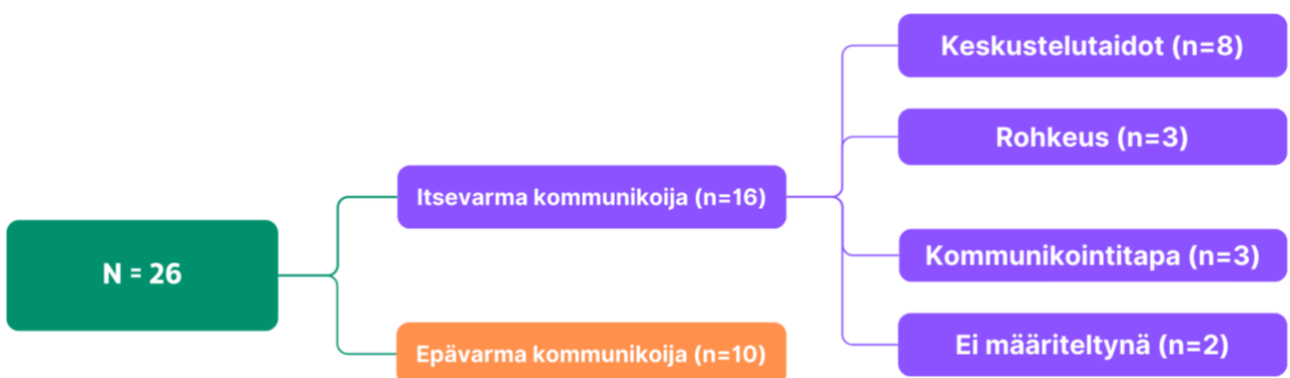 N = 26
Itsevarma kommunikoija (n=16)
Epävarma kommunikoija (n=10)
Keskustelutaidot (n=8)
Rohkeus (n=3)
Kommunikointitapa (n=3)
Ei määriteltynä (n=2)